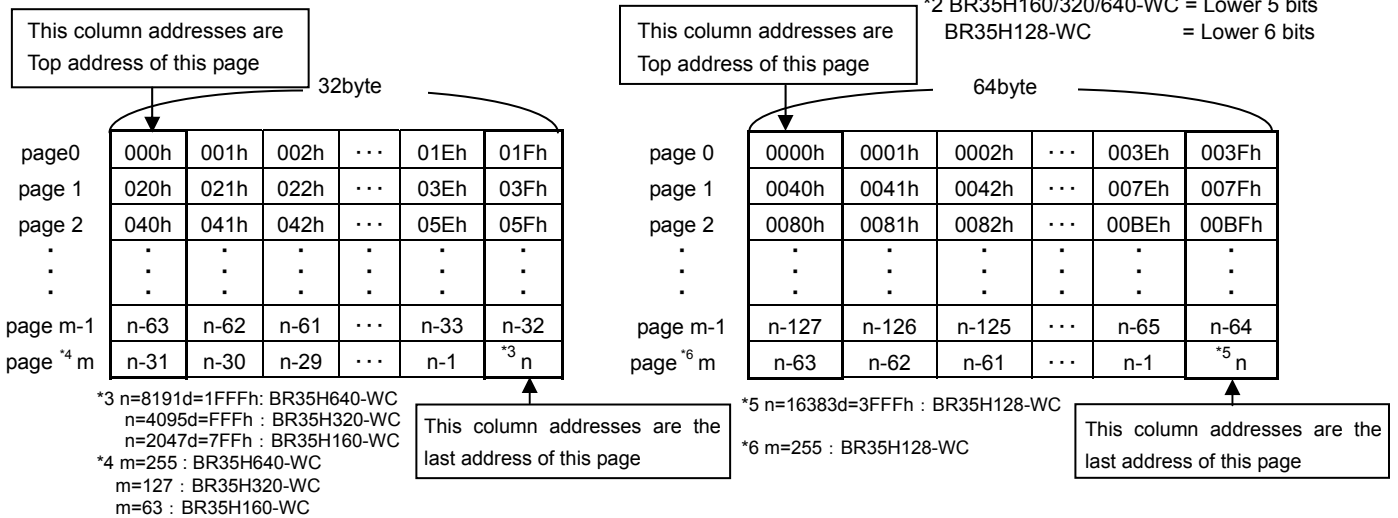 *2 BR35H160/320/640-WC = Lower 5 bits
BR35H128-WC = Lower 6 bits
This column addresses are
Top address of this page
32byte
page0 000h 001h 002h ··· 01Eh 01Fh
page 1 020h 021h 022h ··· 03Eh 03Fh
page 2 040h 041h 042h ··· 05Eh 05Fh
page m-1 n-63 n-62 n-61 ··· n-33 n-32
page *4 m n-31 n-30 n-29 ··· n-1 *3 n
*3 n=8191d=1FFFh: BR35H640-WC
n=4095d=FFFh : BR35H320-WC
n=2047d=7FFh : BR35H160-WC
*4 m=255 : BR35H640-WC
m=127 : BR35H320-WC
m=63 : BR35H160-WC
This column addresses are the
last address of this page
This column addresses are
Top address of this page
64byte
page 0 0000h 0001h 0002h ··· 003Eh 003Fh
page 1 0040h 0041h 0042h ··· 007Eh 007Fh
page 2 0080h 0081h 0082h ··· 00BEh 00BFh
page m-1 n-127 n-126 n-125 ··· n-65 n-64
page *6 m n-63 n-62 n-61 ··· n-1 *5 n
*5 n=16383d=3FFFh : BR35H128-WC
*6 m=255 : BR35H128-WC
This column addresses are the
last address of this page